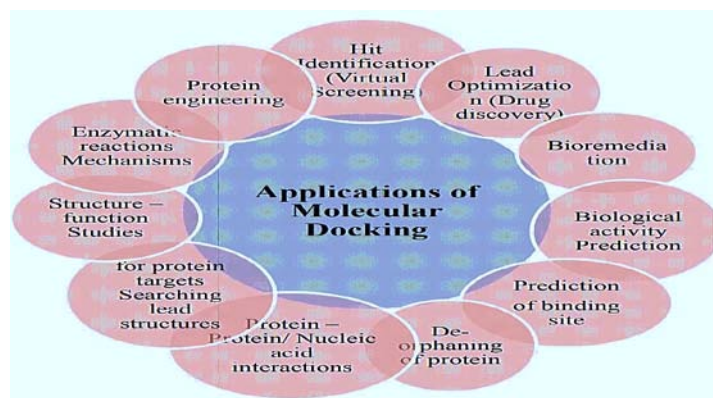 Hit
Identification
(Virtual
Screening)
Lead
Optimizatio
n (Drug
discovery)
Bioremedia
tion
Biological
activity
Prediction
Prediction
of binding
site
De-
orphaning
of protein
Protein –
Protein/ Nucleic
acid
interactions
for protein
targets
Searching
lead
structures
Structure –
function
Studies
Enzymatic
reactions
Mechanisms
Protein
engineering
Applications of
Molecular
Docking